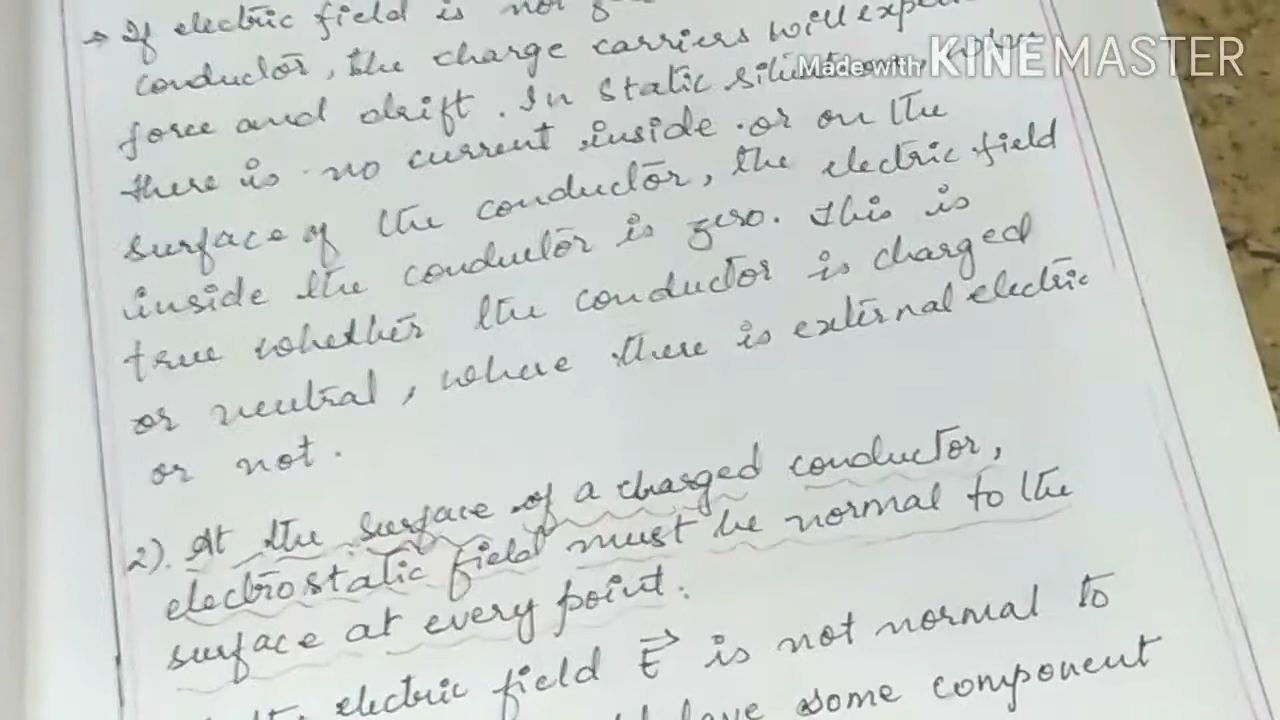 → If electric field is not
conductor, the charge carriers will
force and drift. In static
there is no current inside or on the
surface of the conductor, the electric field
inside the conductor is zero. This is
true whether the conductor is charged
or neutral, where there is external electric
or not.
2). At the surface of a charged conductor,
electrostatic field must be normal to the
surface at every point.
electric field E⃗ is not normal to
have some component
Made with KINEMASTER